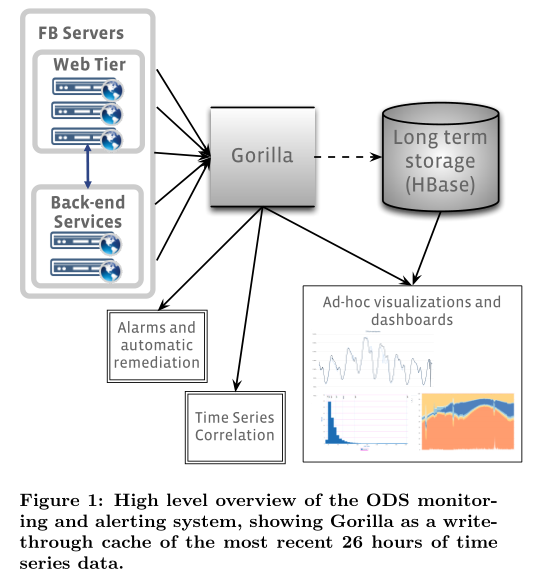 FB Servers
Web Tier
Back-end
Services
Gorilla
Long term
storage
(HBase)
Alarms and
automatic
remediation
Time Series
Correlation
Ad-hoc visualizations and
dashboards
Figure 1: High level overview of the ODS monitor-
ing and alerting system, showing Gorilla as a write-
through cache of the most recent 26 hours of time
series data.